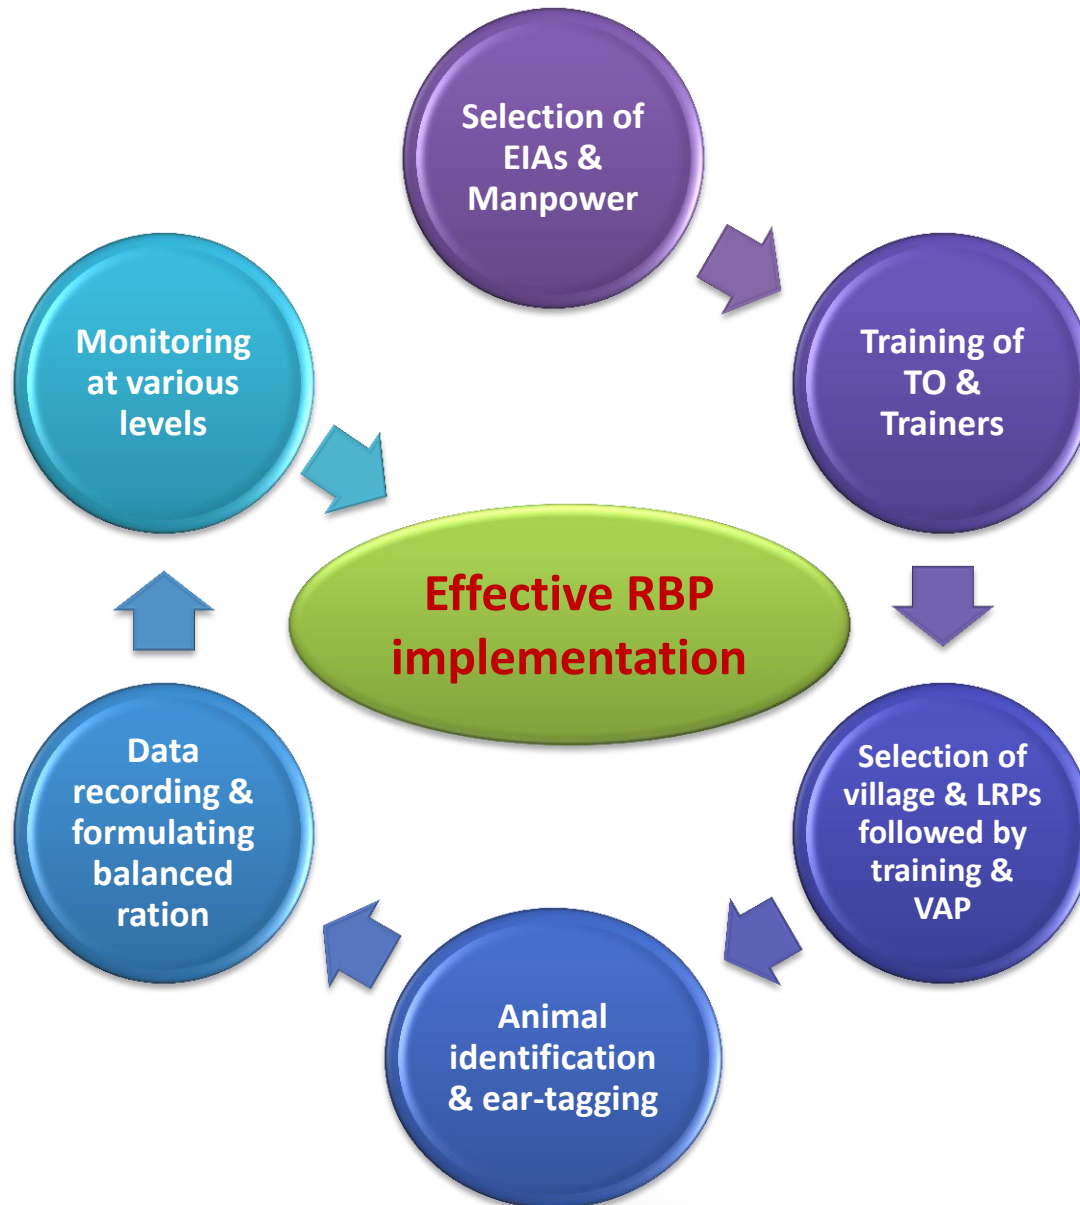 Selection of
EIAs &
Manpower
Training of
TO &
Trainers
Selection of
village & LRPs
followed by
training &
VAP
Animal
identification
& ear-tagging
Data
recording &
formulating
balanced
ration
Monitoring
at various
levels
Effective RBP
implementation